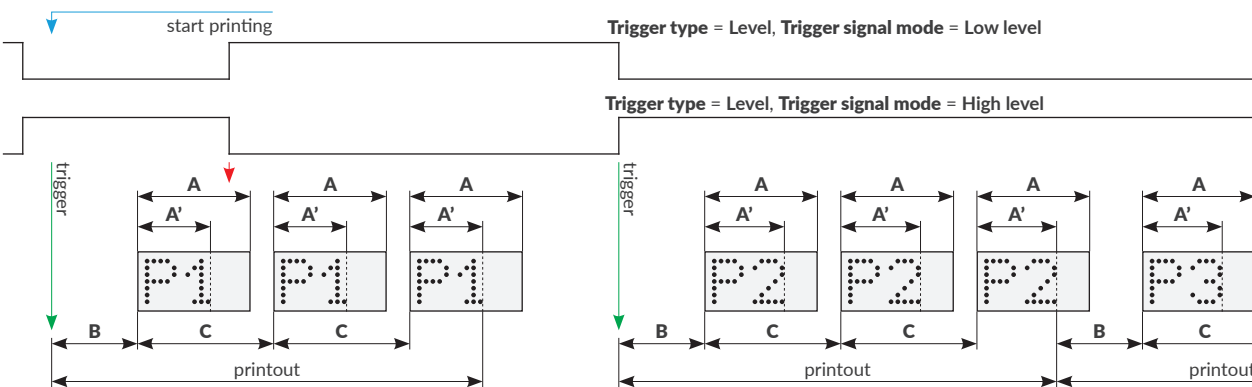 start printing
Trigger type = Level, Trigger signal mode = Low level
Trigger type = Level, Trigger signal mode = High level
trigger
trigger
A A A A A A A
A' A' A' A' A' A' A'
P1 P1 P1 P2 P2 P2 P3
B C C B C C B C
printout printout printout